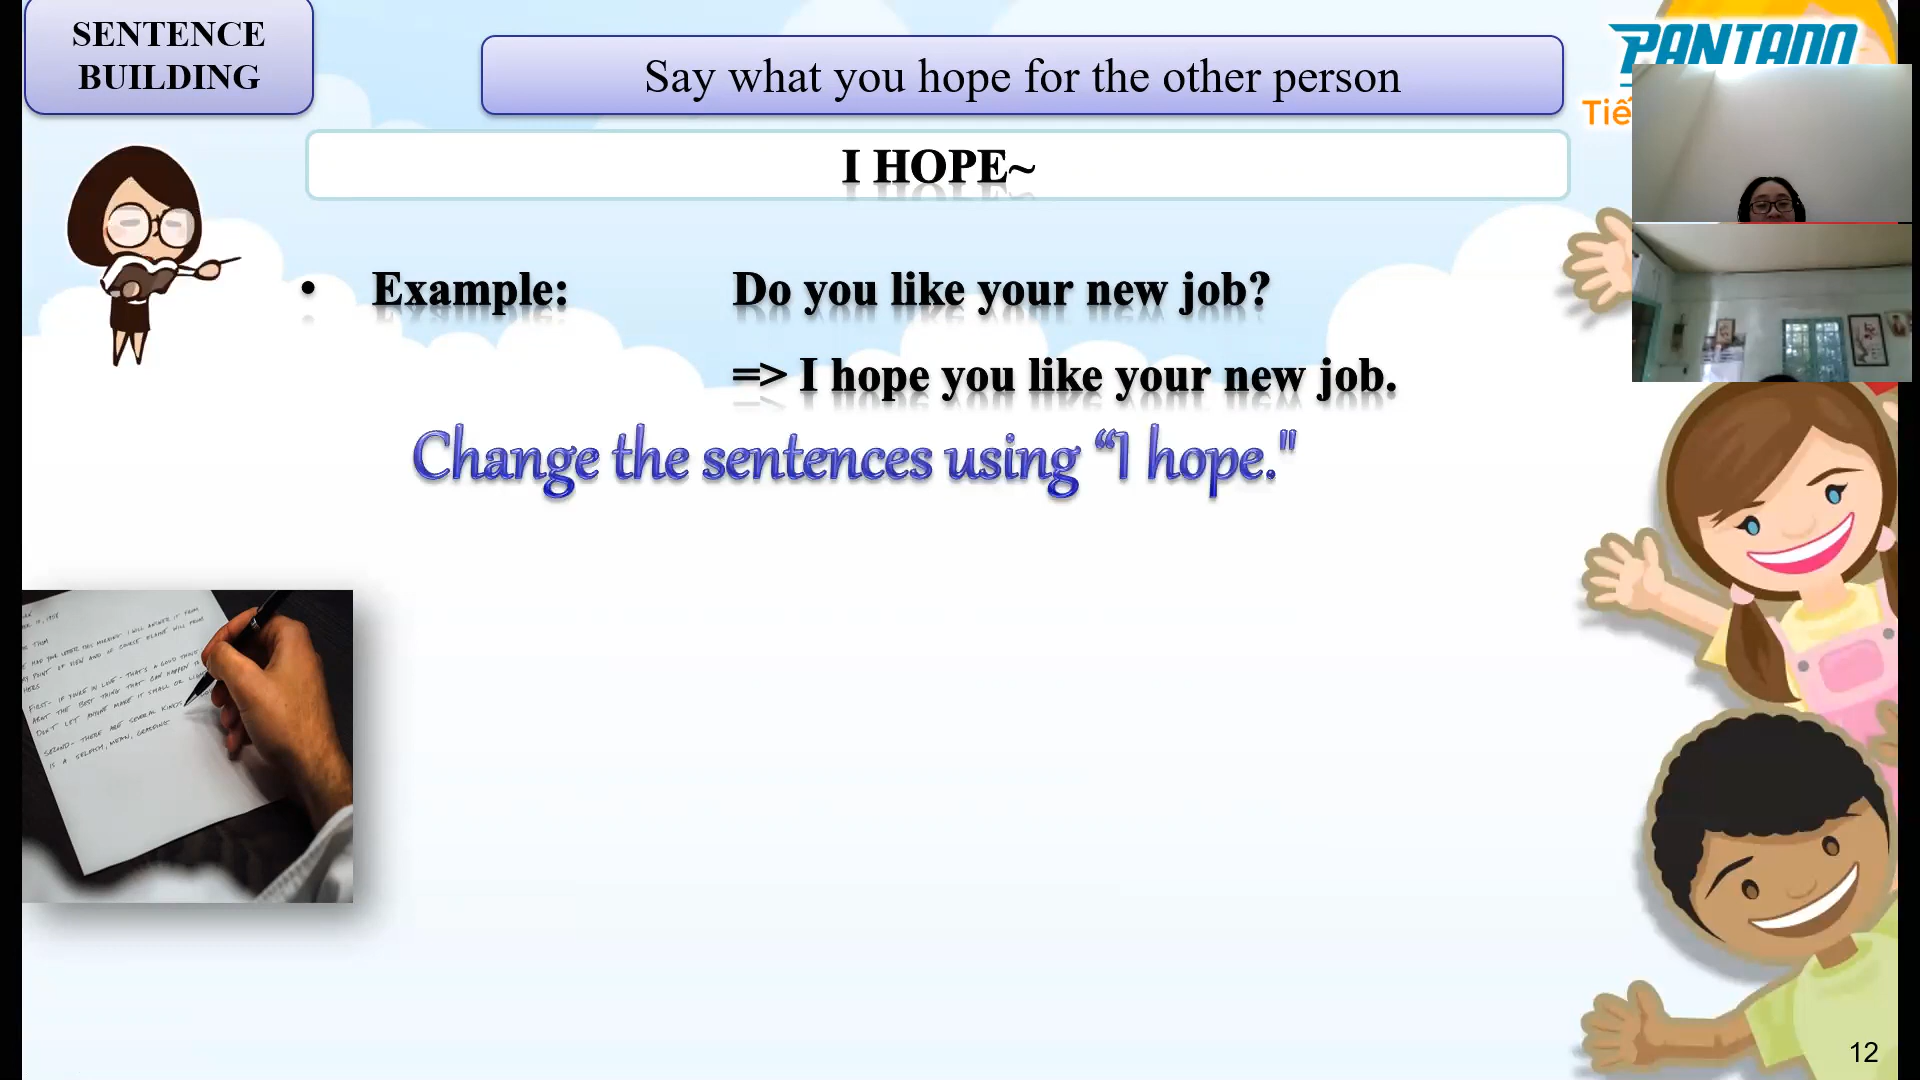 SENTENCE
BUILDING
Say what you hope for the other person
PANTADO
Tiế
I HOPE~
• Example: Do you like your new job?
=> I hope you like your new job.
Change the sentences using “I hope."
12